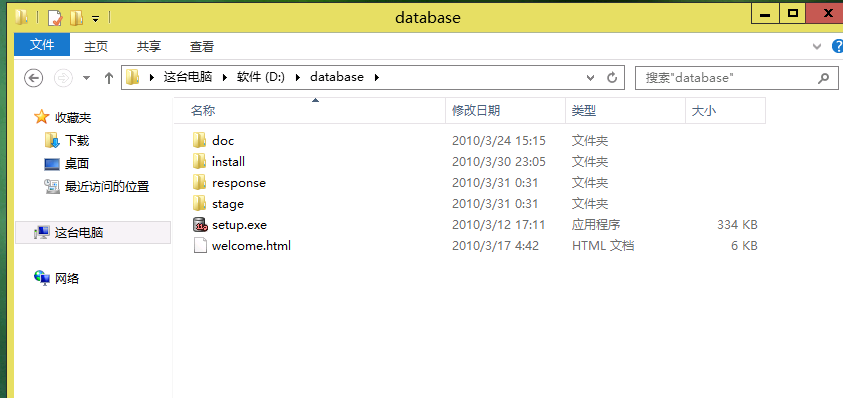 database
文件 主页 共享 查看
这台电脑 软件 (D:) database 搜索"database"
名称 修改日期 类型 大小
收藏夹
下载
桌面
最近访问的位置
这台电脑
网络
doc 2010/3/24 15:15 文件夹
install 2010/3/30 23:05 文件夹
response 2010/3/31 0:31 文件夹
stage 2010/3/31 0:31 文件夹
setup.exe 2010/3/12 17:11 应用程序 334 KB
welcome.html 2010/3/17 4:42 HTML 文档 6 KB